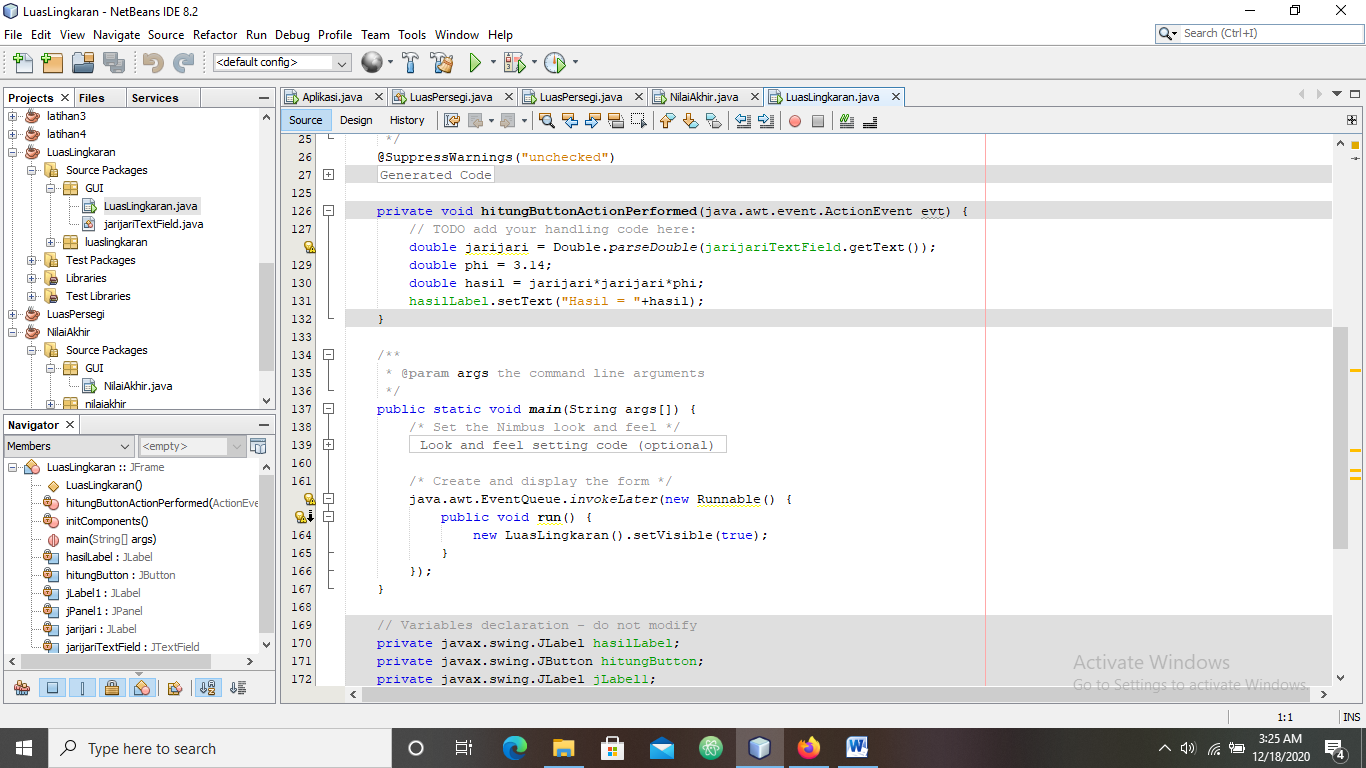 LuasLingkaran - NetBeans IDE 8.2
File Edit View Navigate Source Refactor Run Debug Profile Team Tools Window Help
Search (Ctrl+I)
<default config>
Projects Files Services
latihan3
latihan4
LuasLingkaran
Source Packages
GUI
LuasLingkaran.java
jarijariTextField.java
luaslingkaran
Test Packages
Libraries
Test Libraries
LuasPersegi
NilaiAkhir
Source Packages
GUI
NilaiAkhir.java
nilaiakhir
Navigator
Members <empty>
LuasLingkaran :: JFrame
LuasLingkaran()
hitungButtonActionPerformed(ActionEve
initComponents()
main(String[] args)
hasilLabel : JLabel
hitungButton : JButton
jLabel1 : JLabel
jPanel1 : JPanel
jarijari : JLabel
jarijariTextField : JTextField
Aplikasi.java LuasPersegi.java LuasPersegi.java NilaiAkhir.java LuasLingkaran.java
Source Design History
25 */
26 @SuppressWarnings("unchecked")
27 Generated Code
125
126 private void hitungButtonActionPerformed(java.awt.event.ActionEvent evt) {
127 // TODO add your handling code here:
double jarijari = Double.parseDouble(jarijariTextField.getText());
129 double phi = 3.14;
130 double hasil = jarijari*jarijari*phi;
131 hasilLabel.setText("Hasil = "+hasil);
132 }
133
134 /**
135 * @param args the command line arguments
136 */
137 public static void main(String args[]) {
138 /* Set the Nimbus look and feel */
139 Look and feel setting code (optional)
160
161 /* Create and display the form */
java.awt.EventQueue.invokeLater(new Runnable() {
public void run() {
164 new LuasLingkaran().setVisible(true);
165 }
166 });
167 }
168
169 // Variables declaration - do not modify
170 private javax.swing.JLabel hasilLabel;
171 private javax.swing.JButton hitungButton;
172 private javax.swing.JLabel jLabel1;
Activate Windows
Go to Settings to activate Windows.
1:1 INS
Type here to search
3:25 AM
12/18/2020
4